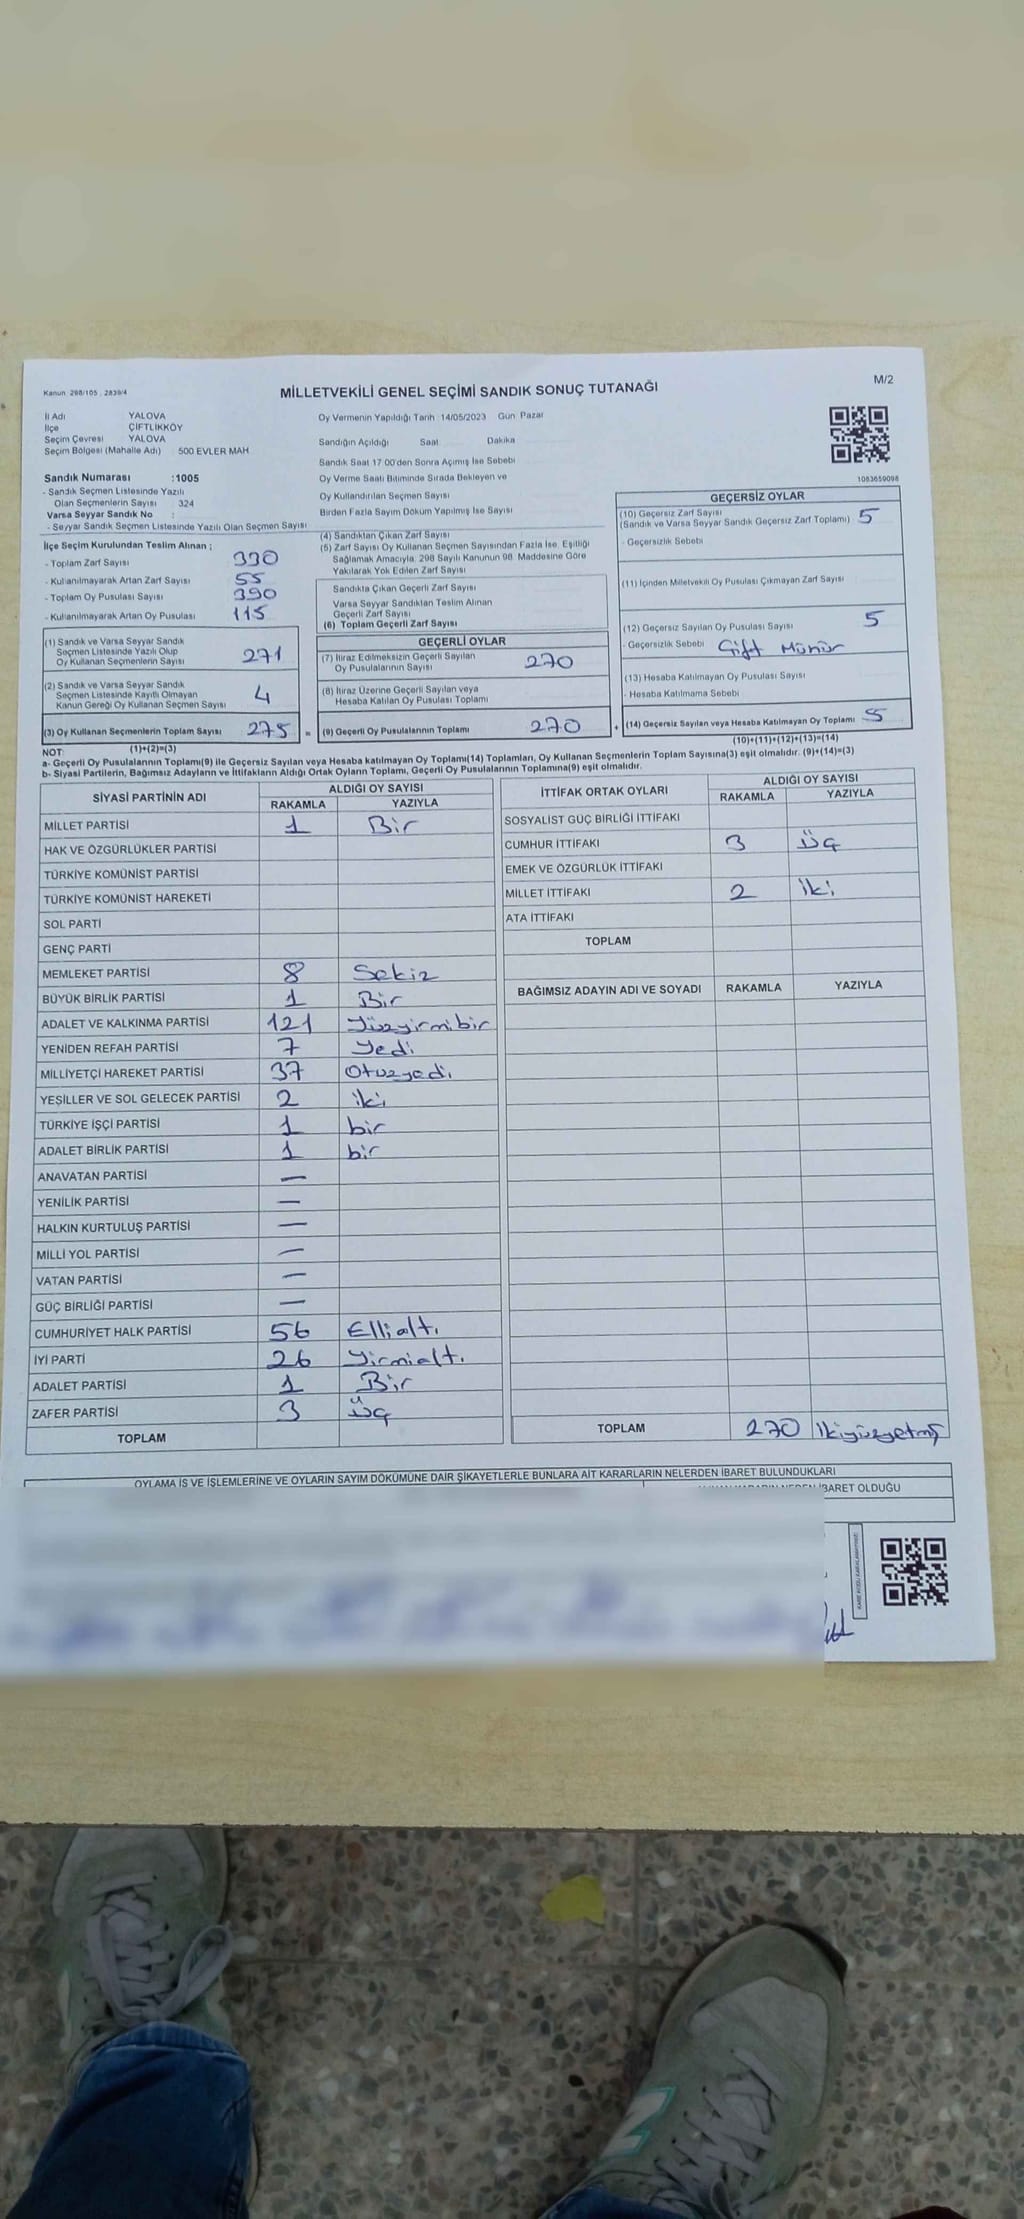 Kanun 298/105 , 2839/4
MİLLETVEKİLİ GENEL SEÇİMİ SANDIK SONUÇ TUTANAĞI
M/2
İl Adı YALOVA
İlçe ÇİFTLİKKÖY
Seçim Çevresi YALOVA
Seçim Bölgesi (Mahalle Adı) 500 EVLER MAH
Sandık Numarası :1005
- Sandık Seçmen Listesinde Yazılı
Olan Seçmenlerin Sayısı : 324
Varsa Seyyar Sandık No :
- Seyyar Sandık Seçmen Listesinde Yazılı Olan Seçmen Sayısı
Oy Vermenin Yapıldığı Tarih 14/05/2023 Gün Pazar
Sandığın Açıldığı Saat Dakika
Sandık Saat 17 00'den Sonra Açılmış İse Sebebi
Oy Verme Saati Bitiminde Sırada Bekleyen ve
Oy Kullandırılan Seçmen Sayısı
Birden Fazla Sayım Döküm Yapılmış İse Sayısı
1083659098
İlçe Seçim Kurulundan Teslim Alınan ;
- Toplam Zarf Sayısı 330
- Kullanılmayarak Artan Zarf Sayısı 55
- Toplam Oy Pusulası Sayısı 390
- Kullanılmayarak Artan Oy Pusulası 115
(1) Sandık ve Varsa Seyyar Sandık
Seçmen Listesinde Yazılı Olup
Oy Kullanan Seçmenlerin Sayısı 271
(2) Sandık ve Varsa Seyyar Sandık
Seçmen Listesinde Kayıtlı Olmayan
Kanun Gereği Oy Kullanan Seçmen Sayısı 4
(3) Oy Kullanan Seçmenlerin Toplam Sayısı 275 =
(1)+(2)=(3)
(4) Sandıktan Çıkan Zarf Sayısı
(5) Zarf Sayısı Oy Kullanan Seçmen Sayısından Fazla İse, Eşitliği
Sağlamak Amacıyla 298 Sayılı Kanunun 98. Maddesine Göre
Yakılarak Yok Edilen Zarf Sayısı
Sandıkta Çıkan Geçerli Zarf Sayısı
Varsa Seyyar Sandıktan Teslim Alınan
Geçerli Zarf Sayısı
(6) Toplam Geçerli Zarf Sayısı
GEÇERLİ OYLAR
(7) İtiraz Edilmeksizin Geçerli Sayılan
Oy Pusulalarının Sayısı 270
(8) İtiraz Üzerine Geçerli Sayılan veya
Hesaba Katılan Oy Pusulası Toplamı
(9) Geçerli Oy Pusulalarının Toplamı 270 +
GEÇERSİZ OYLAR
(10) Geçersiz Zarf Sayısı
(Sandık ve Varsa Seyyar Sandık Geçersiz Zarf Toplamı) 5
- Geçersizlik Sebebi
(11) İçinden Milletvekili Oy Pusulası Çıkmayan Zarf Sayısı
(12) Geçersiz Sayılan Oy Pusulası Sayısı 5
- Geçersizlik Sebebi Çift Mühür
(13) Hesaba Katılmayan Oy Pusulası Sayısı
- Hesaba Katılmama Sebebi
(14) Geçersiz Sayılan veya Hesaba Katılmayan Oy Toplamı 5
(10)+(11)+(12)+(13)=(14)
NOT:
a- Geçerli Oy Pusulalarının Toplamı(9) ile Geçersiz Sayılan veya Hesaba katılmayan Oy Toplamı(14) Toplamları, Oy Kullanan Seçmenlerin Toplam Sayısına(3) eşit olmalıdır. (9)+(14)=(3)
b- Siyasi Partilerin, Bağımsız Adayların ve İttifakların Aldığı Ortak Oyların Toplamı, Geçerli Oy Pusulalarının Toplamına(9) eşit olmalıdır.
SİYASİ PARTİNİN ADI ALDIĞI OY SAYISI
RAKAMLA YAZIYLA
MİLLET PARTİSİ 1 Bir
HAK VE ÖZGÜRLÜKLER PARTİSİ
TÜRKİYE KOMÜNİST PARTİSİ
TÜRKİYE KOMÜNİST HAREKETİ
SOL PARTİ
GENÇ PARTİ
MEMLEKET PARTİSİ 8 Sekiz
BÜYÜK BİRLİK PARTİSİ 1 Bir
ADALET VE KALKINMA PARTİSİ 121 Yüzyirmibir
YENİDEN REFAH PARTİSİ 7 Yedi
MİLLİYETÇİ HAREKET PARTİSİ 37 Otuzyedi
YEŞİLLER VE SOL GELECEK PARTİSİ 2 iki
TÜRKİYE İŞÇİ PARTİSİ 1 bir
ADALET BİRLİK PARTİSİ 1 bir
ANAVATAN PARTİSİ —
YENİLİK PARTİSİ —
HALKIN KURTULUŞ PARTİSİ —
MİLLİ YOL PARTİSİ —
VATAN PARTİSİ —
GÜÇ BİRLİĞİ PARTİSİ —
CUMHURİYET HALK PARTİSİ 56 Ellialtı
İYİ PARTİ 26 Yirmialtı
ADALET PARTİSİ 1 Bir
ZAFER PARTİSİ 3 Üç
TOPLAM
İTTİFAK ORTAK OYLARI ALDIĞI OY SAYISI
RAKAMLA YAZIYLA
SOSYALİST GÜÇ BİRLİĞİ İTTİFAKI
CUMHUR İTTİFAKI 3 Üç
EMEK VE ÖZGÜRLÜK İTTİFAKI
MİLLET İTTİFAKI 2 iki
ATA İTTİFAKI
TOPLAM
BAĞIMSIZ ADAYIN ADI VE SOYADI RAKAMLA YAZIYLA
TOPLAM 270 İkiyüzyetmiş
OYLAMA İŞ VE İŞLEMLERİNE VE OYLARIN SAYIM DÖKÜMÜNE DAİR ŞİKAYETLERLE BUNLARA AİT KARARLARIN NELERDEN İBARET BULUNDUKLARI
İBARET OLDUĞU